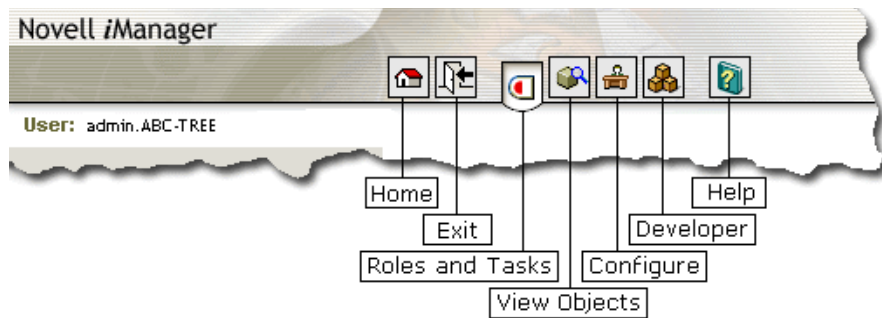 Novell iManager
User: admin.ABC-TREE
Home
Help
Exit
Developer
Roles and Tasks
Configure
View Objects